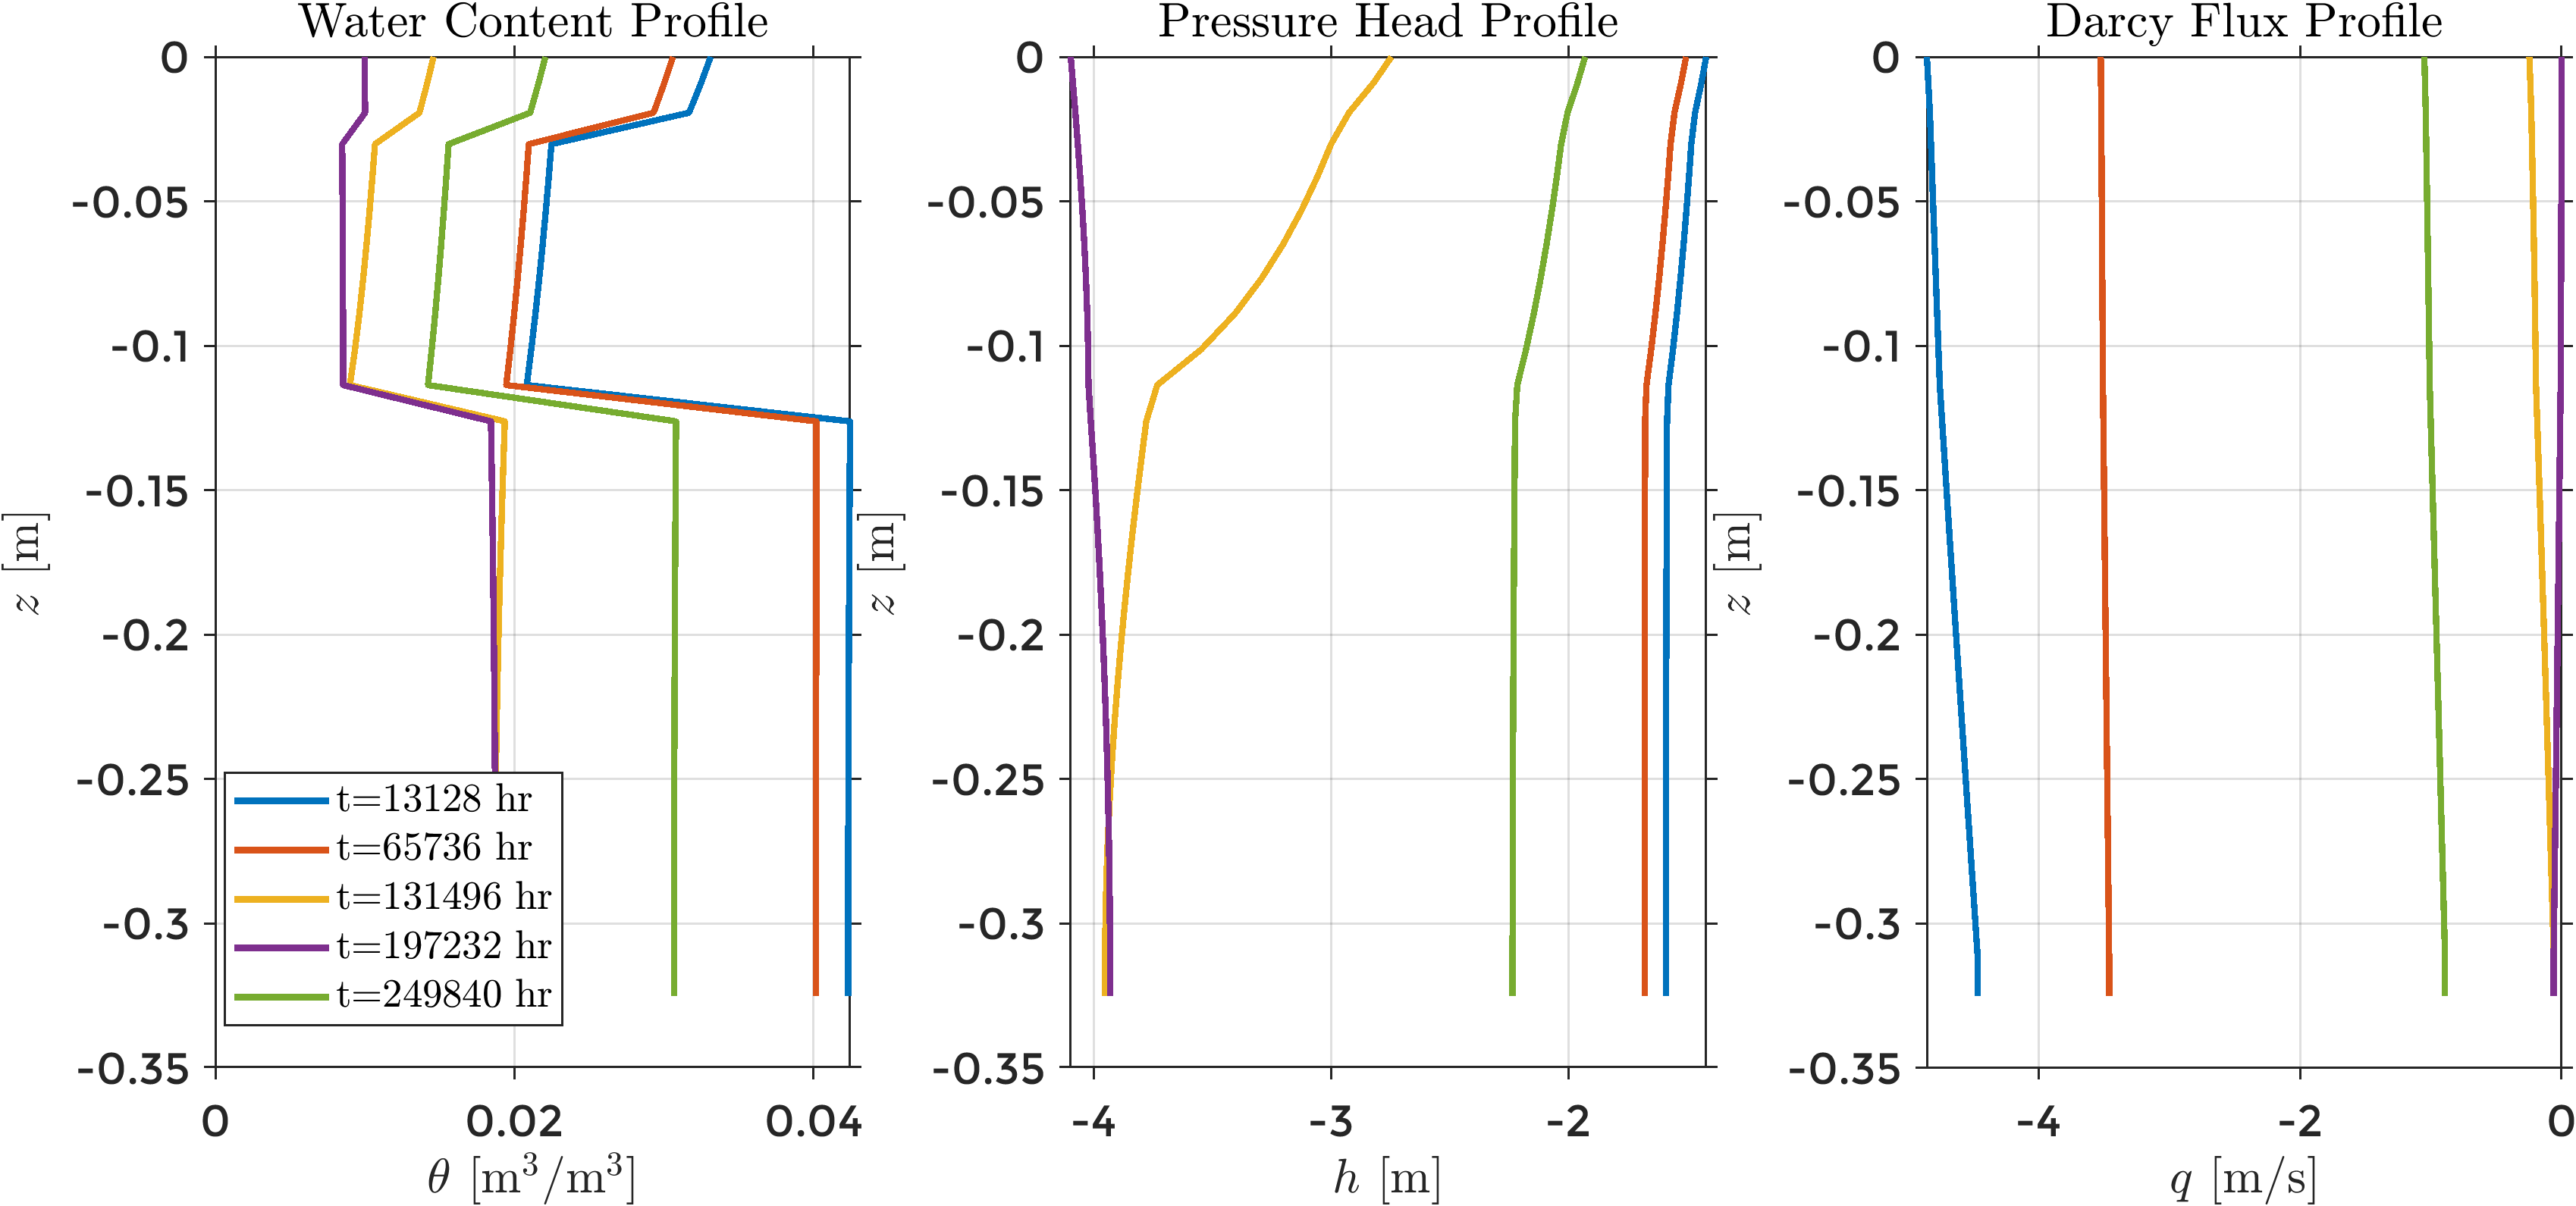 Water Content Profile
0
-0.05
-0.1
-0.15
-0.2
-0.25
-0.3
-0.35
z [m]
0
0.02
0.04
θ [m³/m³]
t=13128 hr
t=65736 hr
t=131496 hr
t=197232 hr
t=249840 hr
Pressure Head Profile
0
-0.05
-0.1
-0.15
-0.2
-0.25
-0.3
-0.35
z [m]
-4
-3
-2
h [m]
Darcy Flux Profile
0
-0.05
-0.1
-0.15
-0.2
-0.25
-0.3
-0.35
z [m]
-4
-2
0
q [m/s]